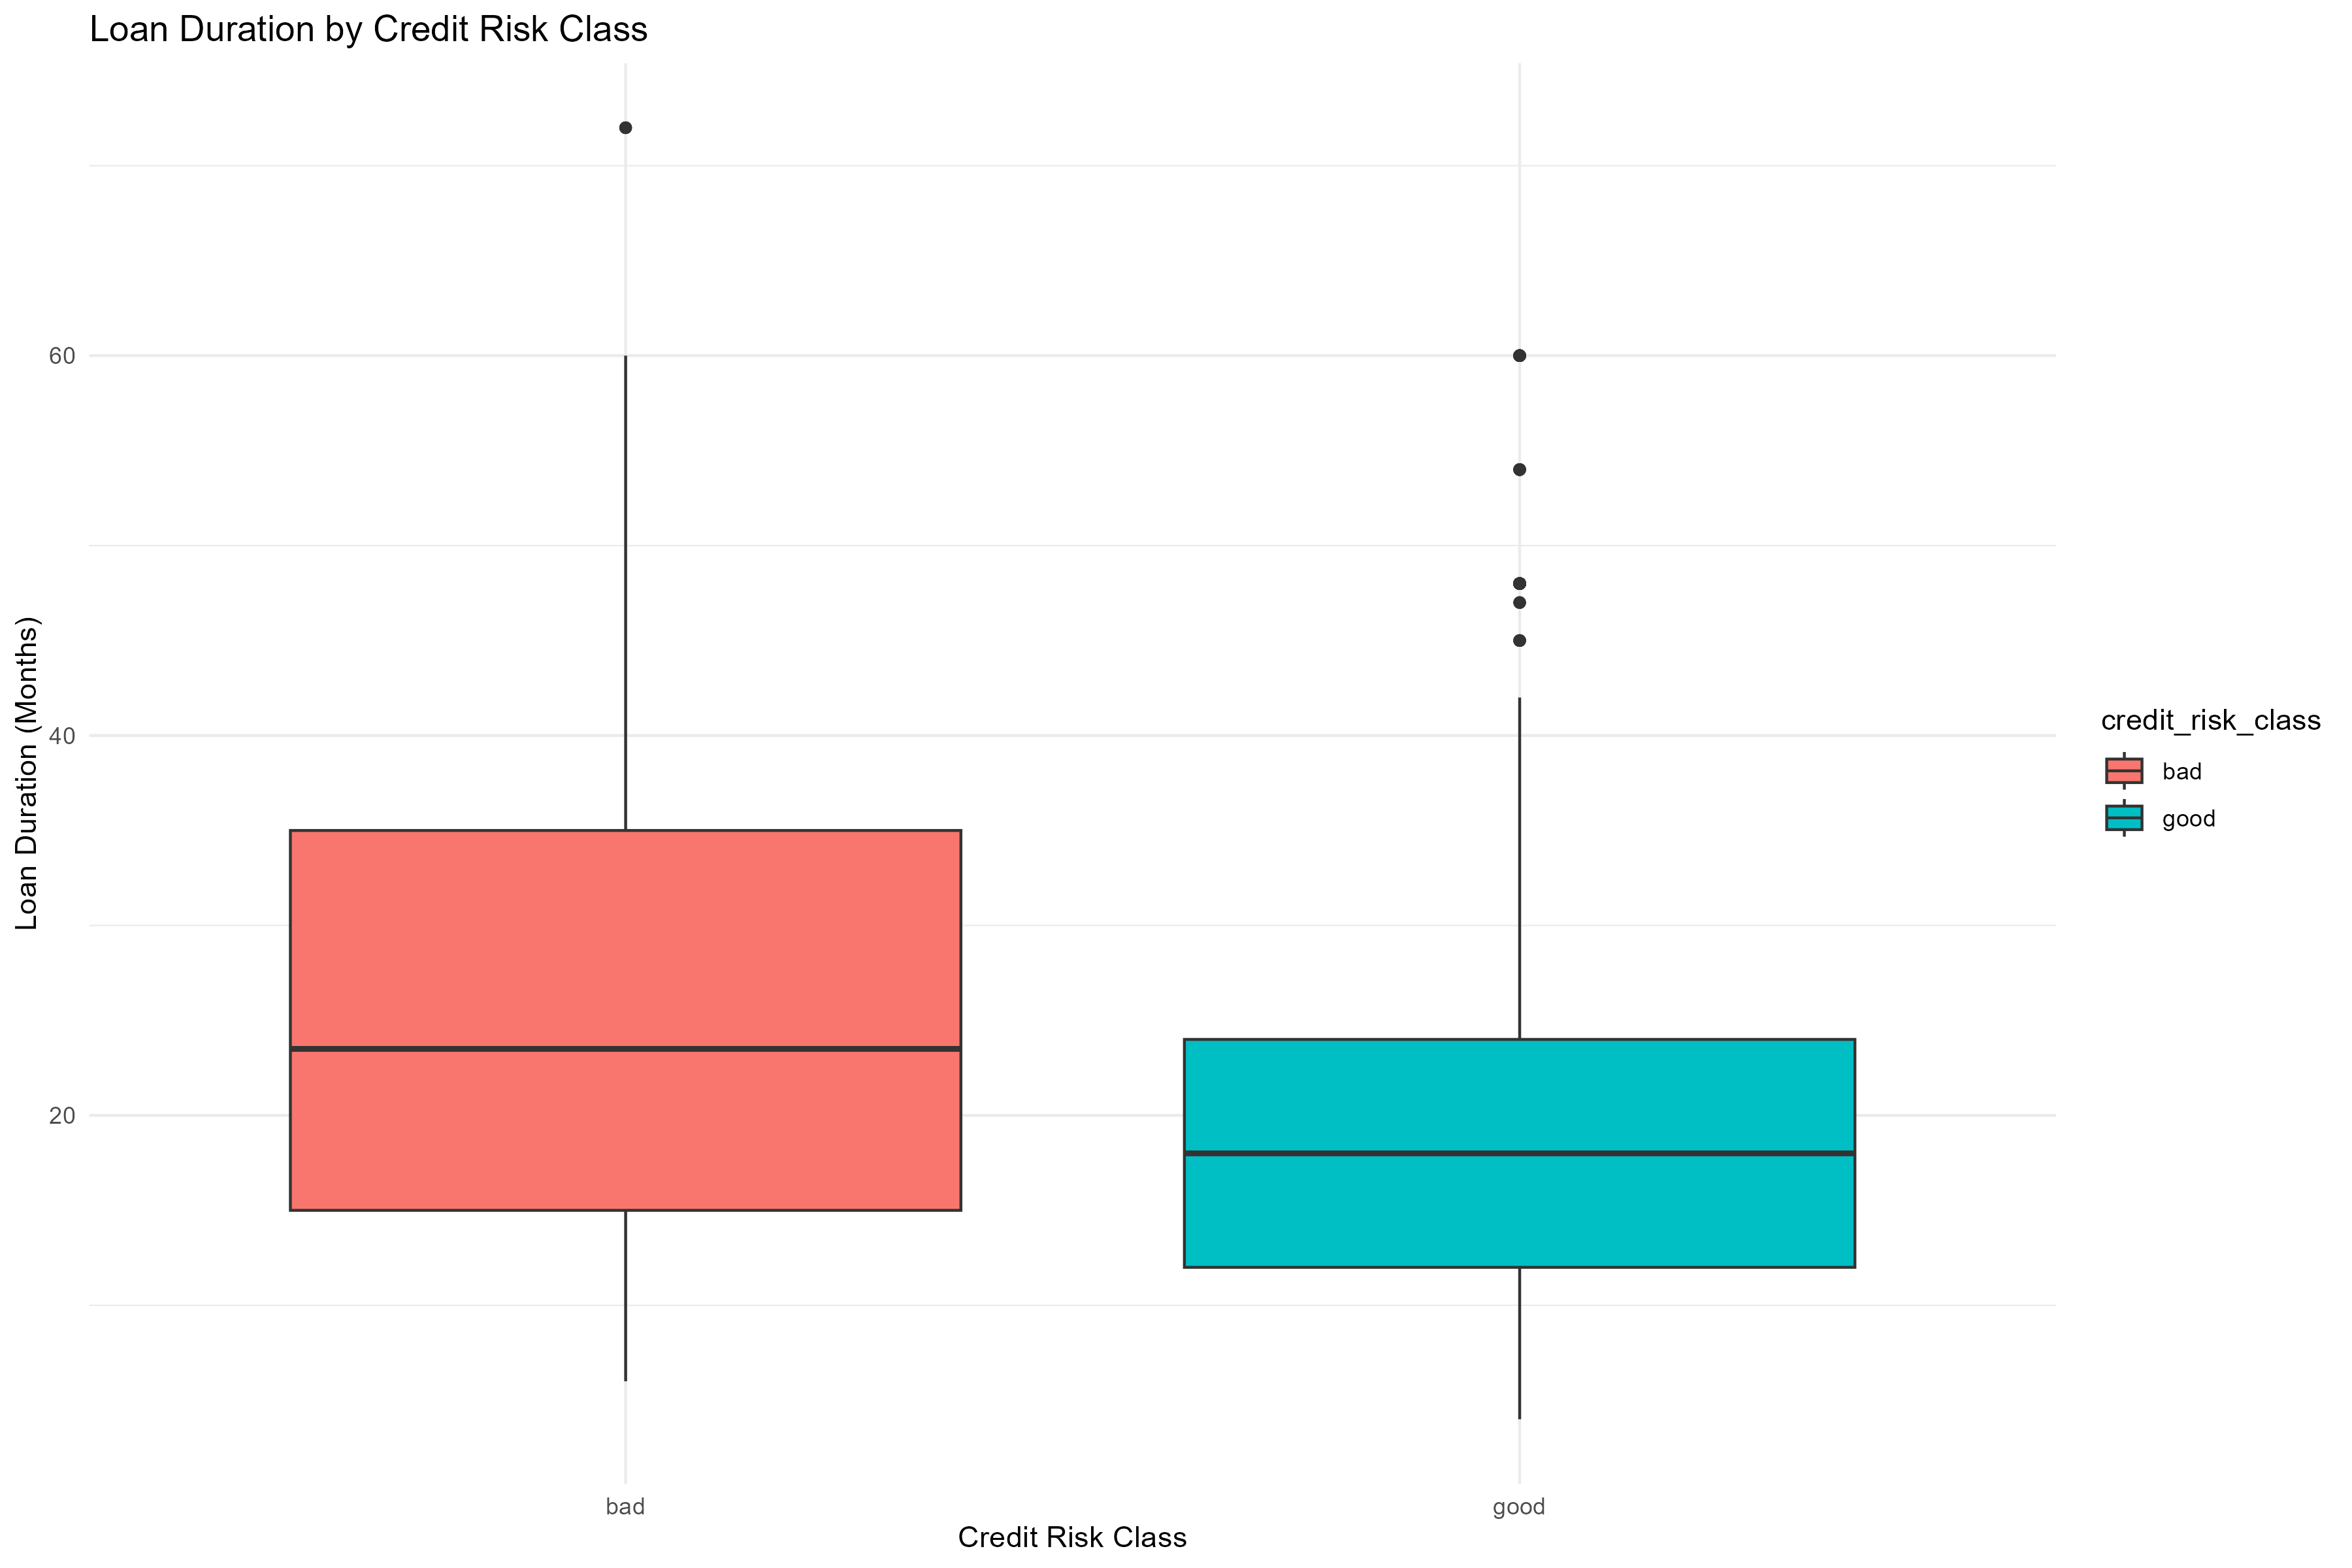 Loan Duration by Credit Risk Class
Loan Duration (Months)
60
40
20
bad
good
Credit Risk Class
credit_risk_class
bad
good